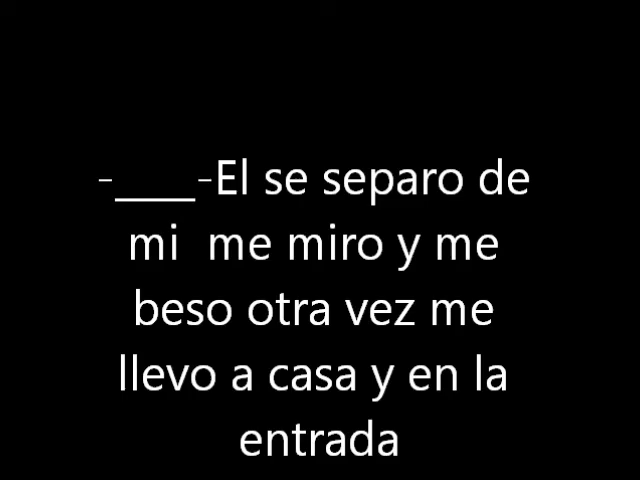 -____-El se separo de
mi  me miro y me
beso otra vez me
llevo a casa y en la
entrada